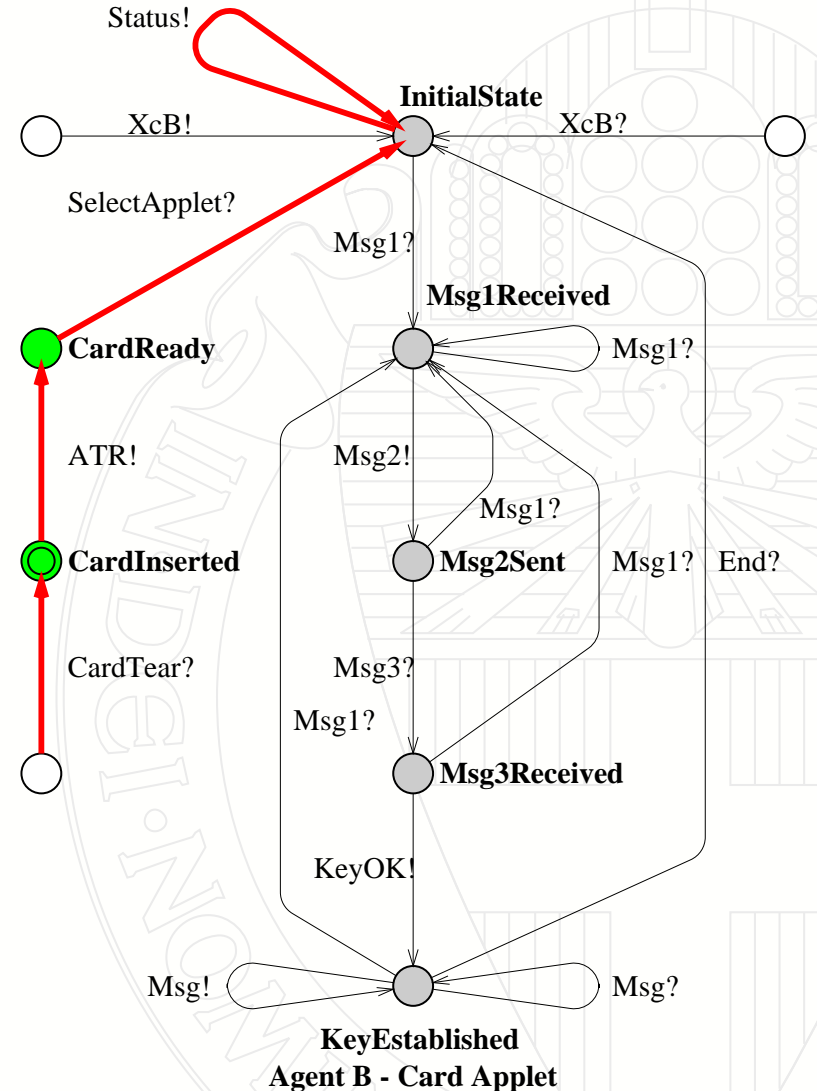 Status!
InitialState
XcB!
XcB?
SelectApplet?
Msg1?
Msg1Received
CardReady
Msg1?
ATR!
Msg2!
Msg1?
CardInserted
Msg2Sent
Msg1?
End?
CardTear?
Msg3?
Msg1?
Msg3Received
KeyOK!
Msg!
Msg?
KeyEstablished
Agent B - Card Applet